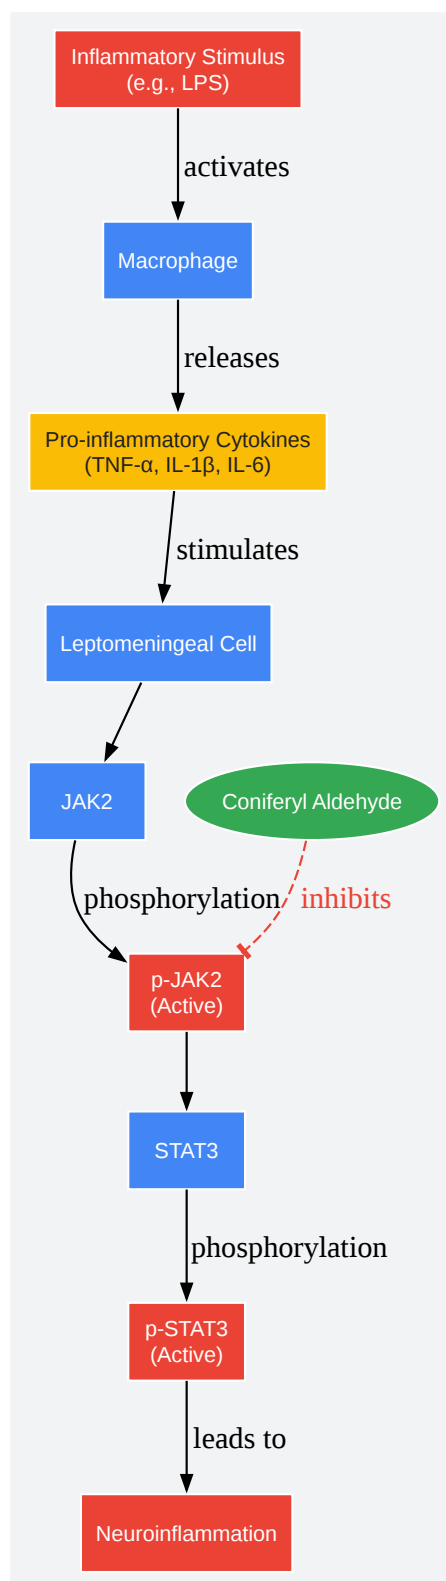 Inflammatory Stimulus
(e.g., LPS)
activates
Macrophage
releases
Pro-inflammatory Cytokines
(TNF-α, IL-1β, IL-6)
stimulates
Leptomeningeal Cell
JAK2
Coniferyl Aldehyde
phosphorylation
inhibits
p-JAK2
(Active)
STAT3
phosphorylation
p-STAT3
(Active)
leads to
Neuroinflammation